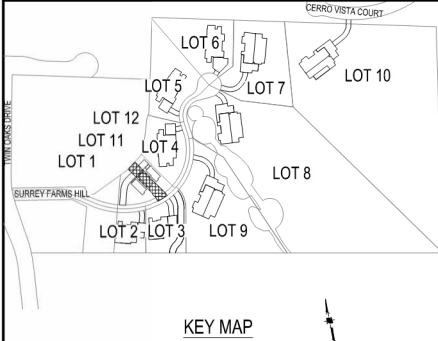 CERRO VISTA COURT
LOT 6
LOT 10
LOT 5
LOT 7
TWIN OAKS DRIVE
LOT 12
LOT 11
LOT 4
LOT 1
LOT 8
SURREY FARMS HILL
LOT 2
LOT 3
LOT 9
KEY MAP